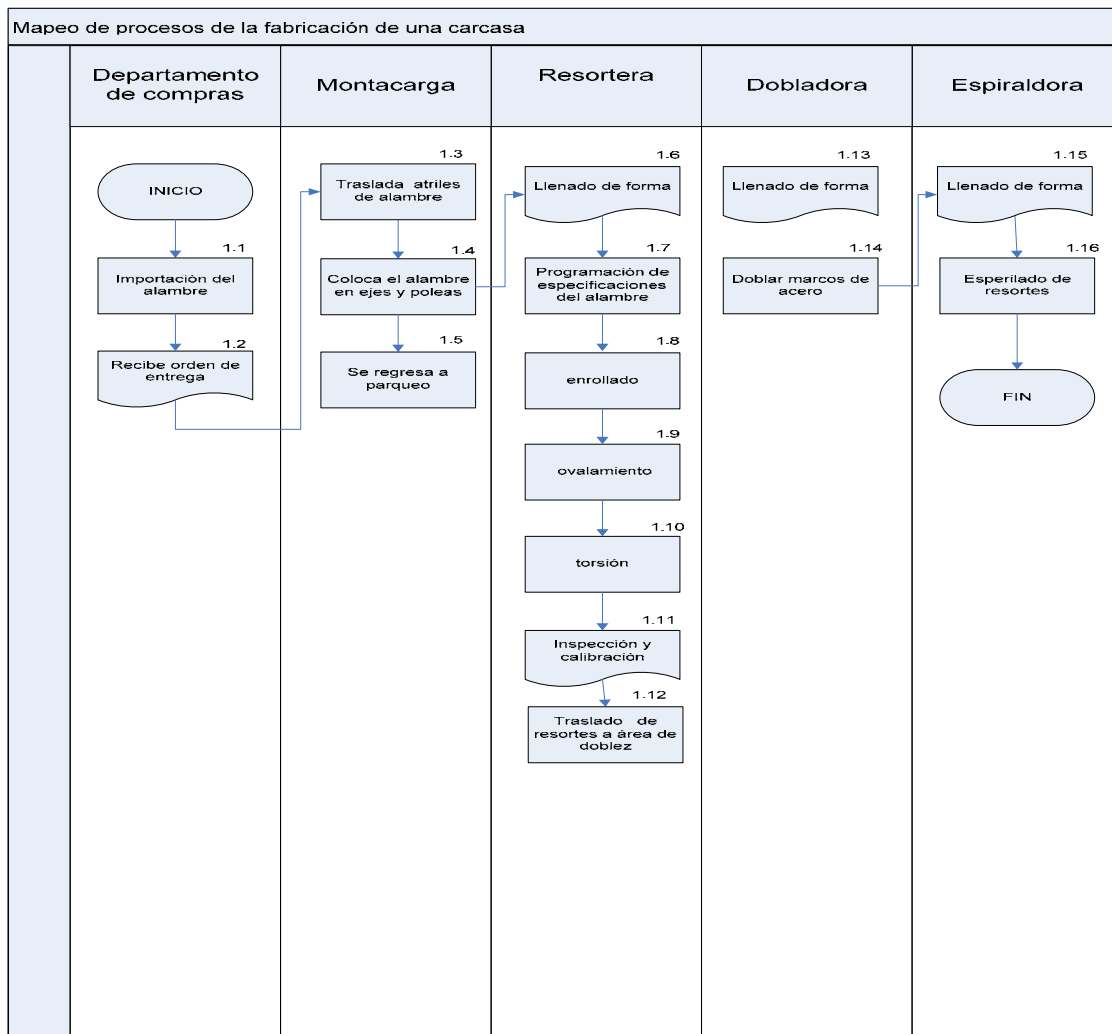 Mapeo de procesos de la fabricación de una carcasa
Departamento
de compras
Montacarga
Resortera
Dobladora
Espiraldora
INICIO
1.1
Importación del
alambre
1.2
Recibe orden de
entrega
1.3
Traslada atriles
de alambre
1.4
Coloca el alambre
en ejes y poleas
1.5
Se regresa a
parqueo
1.6
Llenado de forma
1.7
Programación de
especificaciones
del alambre
1.8
enrollado
1.9
ovalamiento
1.10
torsión
1.11
Inspección y
calibración
1.12
Traslado de
resortes a área de
doblez
1.13
Llenado de forma
1.14
Doblar marcos de
acero
1.15
Llenado de forma
1.16
Esperilado de
resortes
FIN